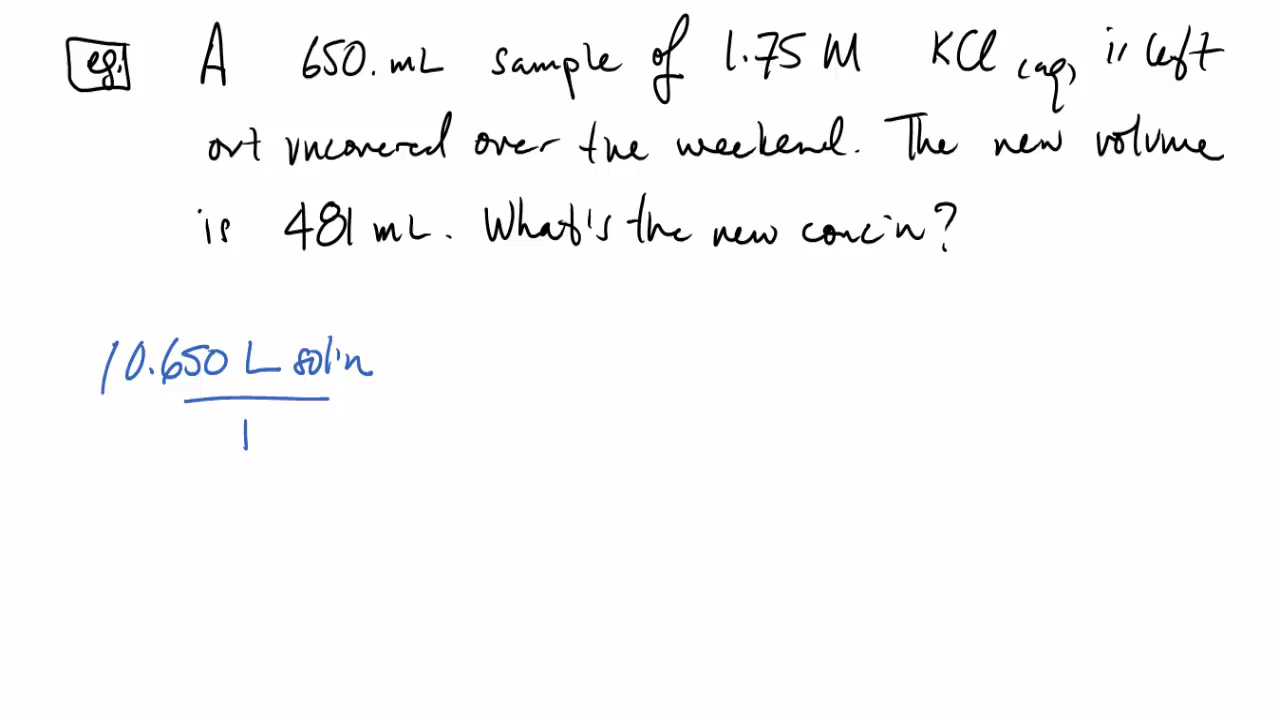 eg. A 650. mL sample of 1.75 M KCl (aq) is left
out uncovered over the weekend. The new volume
is 481 mL. What's the new conc'n?
(0.650 L sol'n
1